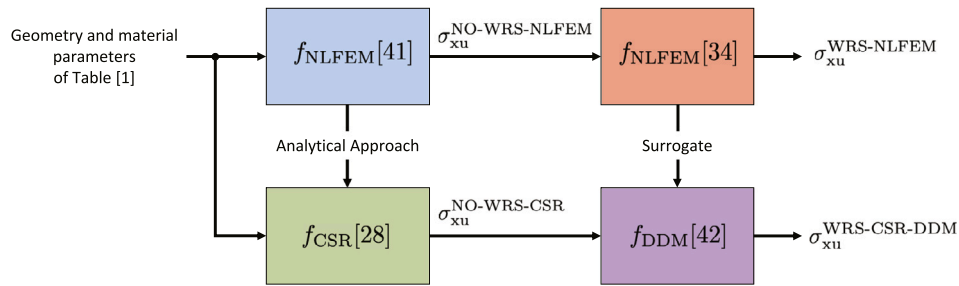 Geometry and material
parameters
of Table [1]
f_NLFEM[41]
σ_xu^NO-WRS-NLFEM
f_NLFEM[34]
σ_xu^WRS-NLFEM
Analytical Approach
Surrogate
f_CSR[28]
σ_xu^NO-WRS-CSR
f_DDM[42]
σ_xu^WRS-CSR-DDM